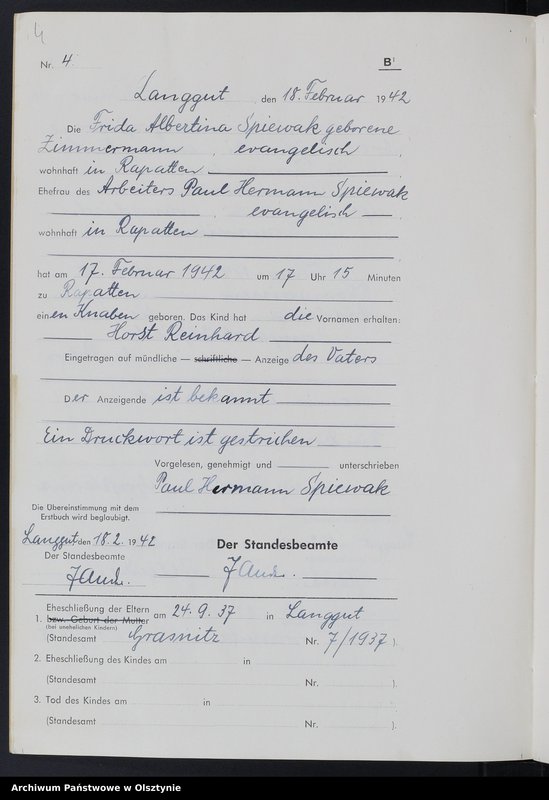 4
Nr. 4
B¹
Langgut den 18. Februar 1942
Die Frida Albertina Spiewak geborene
Zimmermann, evangelisch,
wohnhaft in Rapatten
Ehefrau des Arbeiters Paul Hermann Spiewak
, evangelisch
wohnhaft in Rapatten
hat am 17. Februar 1942 um 17 Uhr 15 Minuten
zu Rapatten
einen Knaben geboren. Das Kind hat die Vornamen erhalten:
Horst Reinhard
Eingetragen auf mündliche — schriftliche — Anzeige des Vaters
Der Anzeigende ist bekannt
Ein Druckwort ist gestrichen
Vorgelesen, genehmigt und unterschrieben
Paul Hermann Spiewak
Die Übereinstimmung mit dem
Erstbuch wird beglaubigt.
Langgut den 18.2. 1942
Der Standesbeamte
Der Standesbeamte
1. Eheschließung der Eltern
bzw. Geburt der Mutter am 24.9.37 in Langgut
(bei unehelichen Kindern)
(Standesamt Grasnitz Nr. 7/1937).
2. Eheschließung des Kindes am in
(Standesamt Nr. ).
3. Tod des Kindes am in
(Standesamt Nr. ).
Archiwum Państwowe w Olsztynie